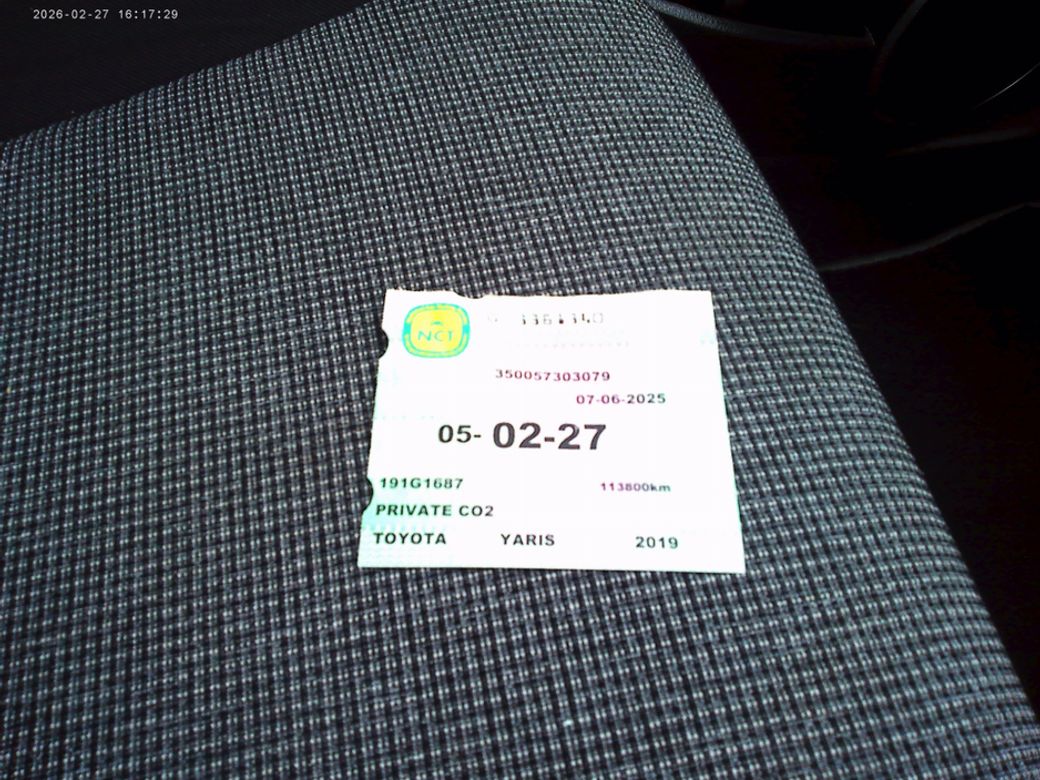 2026-02-27 16:17:29
NCT
350057303079
07-06-2025
05- 02-27
191G1687 113800km
PRIVATE CO2
TOYOTA YARIS 2019